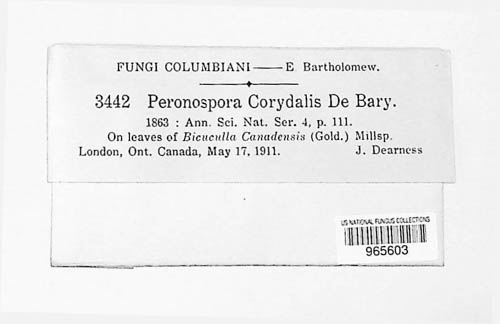 FUNGI COLUMBIANI — E. Bartholomew.
3442 Peronospora Corydalis De Bary.
1863 : Ann. Sci. Nat. Ser. 4, p. 111.
On leaves of Bicuculla Canadensis (Gold.) Millsp.
London, Ont. Canada, May 17, 1911. J. Dearness
US NATIONAL FUNGUS COLLECTIONS
965603